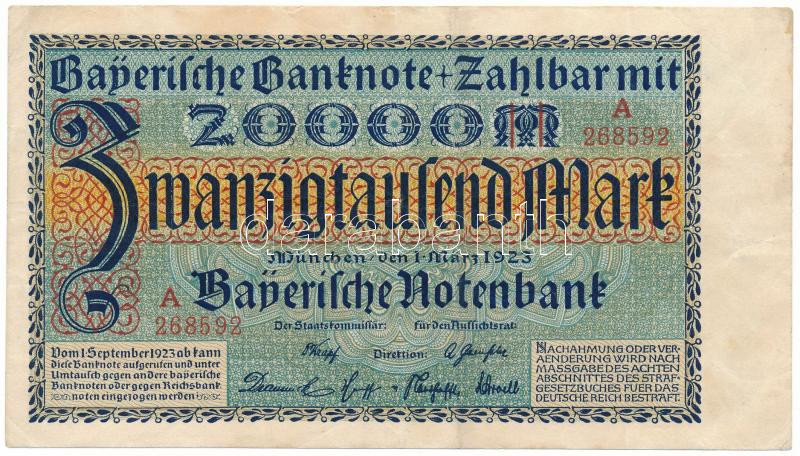 Bayerische Banknote + Zahlbar mit
20000 M
A
268592
Zwanzigtausend Mark
darabanth
München, den 1. März 1923
A
268592
Bayerische Notenbank
Der Staatskommissär: für den Aufsichtsrat:
Direktion:
Vom 1 September 1923 ab kann
diese Banknote aufgerufen und unter
Umtausch gegen andere bayerische
Banknoten oder gegen Reichsbank
noten eingezogen werden
NACHAHMUNG ODER VER-
AENDERUNG WIRD NACH
MASSGABE DES ACHTEN
ABSCHNITTES DES STRAF-
GESETZBUCHES FUER DAS
DEUTSCHE REICH BESTRAFT.